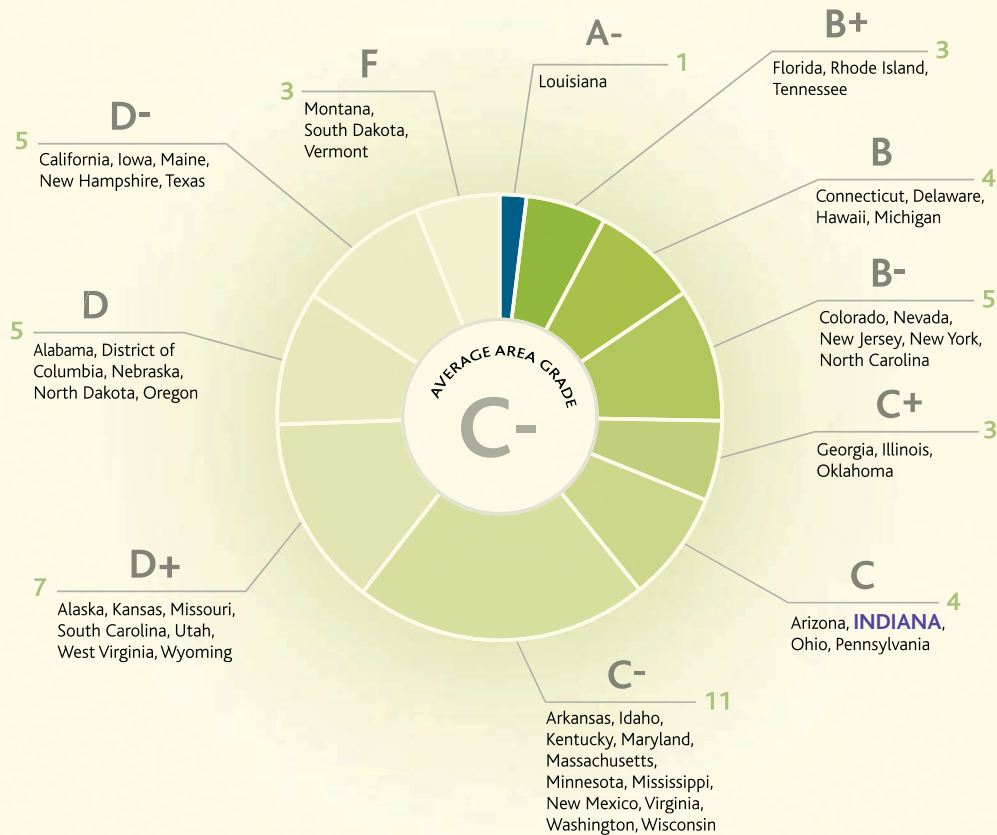 A-
1
Louisiana
B+
3
Florida, Rhode Island,
Tennessee
B
4
Connecticut, Delaware,
Hawaii, Michigan
B-
5
Colorado, Nevada,
New Jersey, New York,
North Carolina
C+
3
Georgia, Illinois,
Oklahoma
C
4
Arizona, INDIANA,
Ohio, Pennsylvania
C-
11
Arkansas, Idaho,
Kentucky, Maryland,
Massachusetts,
Minnesota, Mississippi,
New Mexico, Virginia,
Washington, Wisconsin
D+
7
Alaska, Kansas, Missouri,
South Carolina, Utah,
West Virginia, Wyoming
D
5
Alabama, District of
Columbia, Nebraska,
North Dakota, Oregon
D-
5
California, Iowa, Maine,
New Hampshire, Texas
F
3
Montana,
South Dakota,
Vermont
AVERAGE AREA GRADE
C-